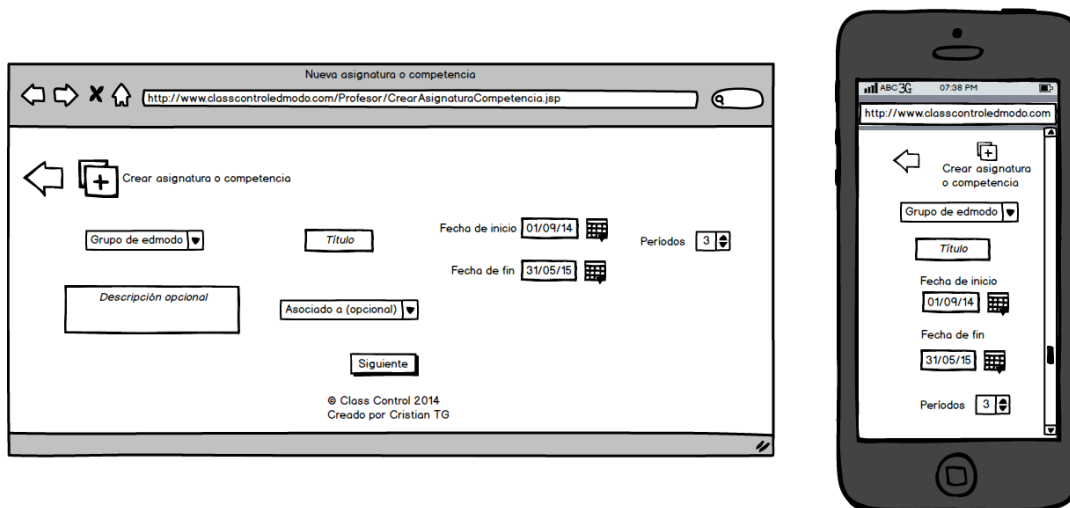 Nueva asignatura o competencia
http://www.classcontroledmodo.com/Profesor/CrearAsignaturaCompetencia.jsp
Crear asignatura o competencia
Grupo de edmodo
Título
Fecha de inicio 01/09/14
Períodos 3
Fecha de fin 31/05/15
Descripción opcional
Asociado a (opcional)
Siguiente
© Class Control 2014
Creado por Cristian TG
ABC 3G 07:38 PM
http://www.classcontroledmodo.com
Crear asignatura
o competencia
Grupo de edmodo
Título
Fecha de inicio
01/09/14
Fecha de fin
31/05/15
Períodos 3